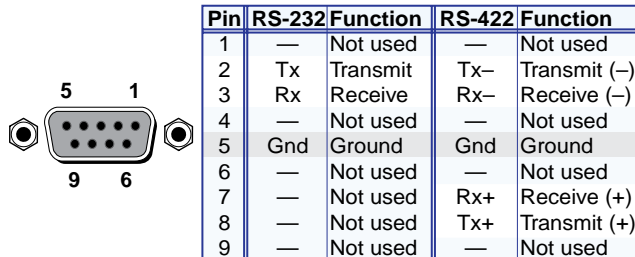 5 1
9 6
Pin RS-232 Function RS-422 Function
1 — Not used — Not used
2 Tx Transmit Tx– Transmit (–)
3 Rx Receive Rx– Receive (–)
4 — Not used — Not used
5 Gnd Ground Gnd Ground
6 — Not used — Not used
7 — Not used Rx+ Receive (+)
8 — Not used Tx+ Transmit (+)
9 — Not used — Not used